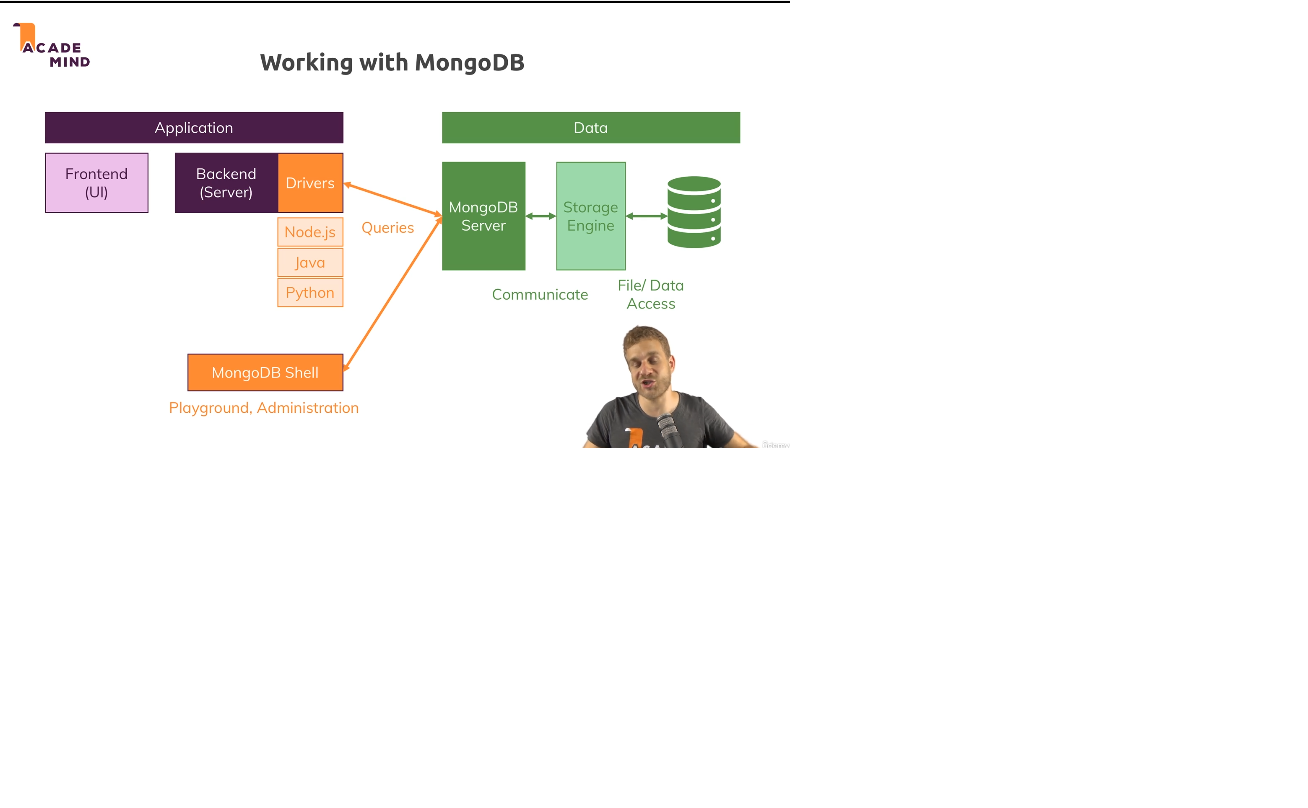 ACADE
MIND
Working with MongoDB
Application
Data
Frontend
(UI)
Backend
(Server)
Drivers
Node.js
Java
Python
Queries
MongoDB
Server
Storage
Engine
Communicate
File/ Data
Access
MongoDB Shell
Playground, Administration